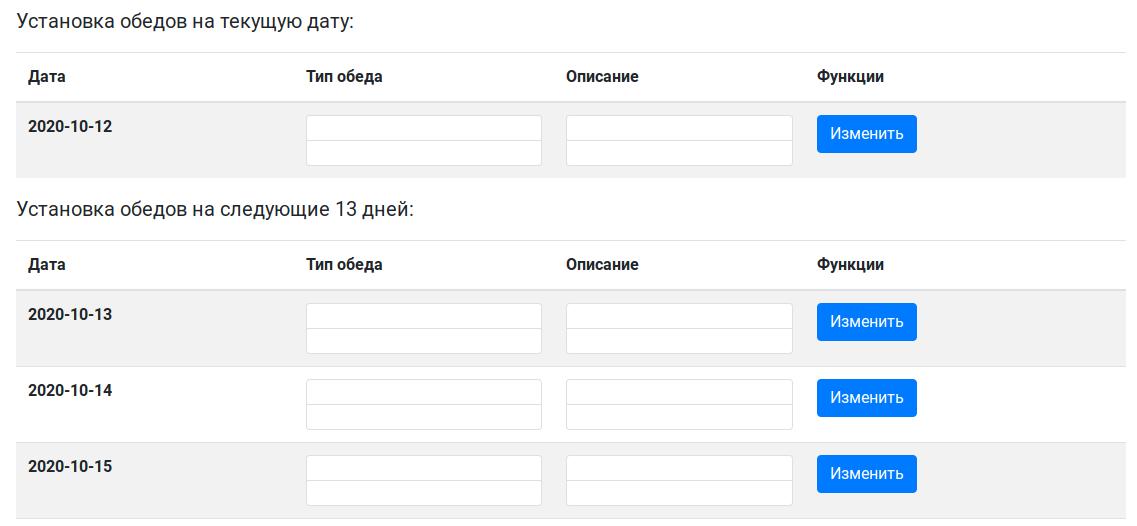 Установка обедов на текущую дату:
Дата Тип обеда Описание Функции
2020-10-12 Изменить
Установка обедов на следующие 13 дней:
Дата Тип обеда Описание Функции
2020-10-13 Изменить
2020-10-14 Изменить
2020-10-15 Изменить